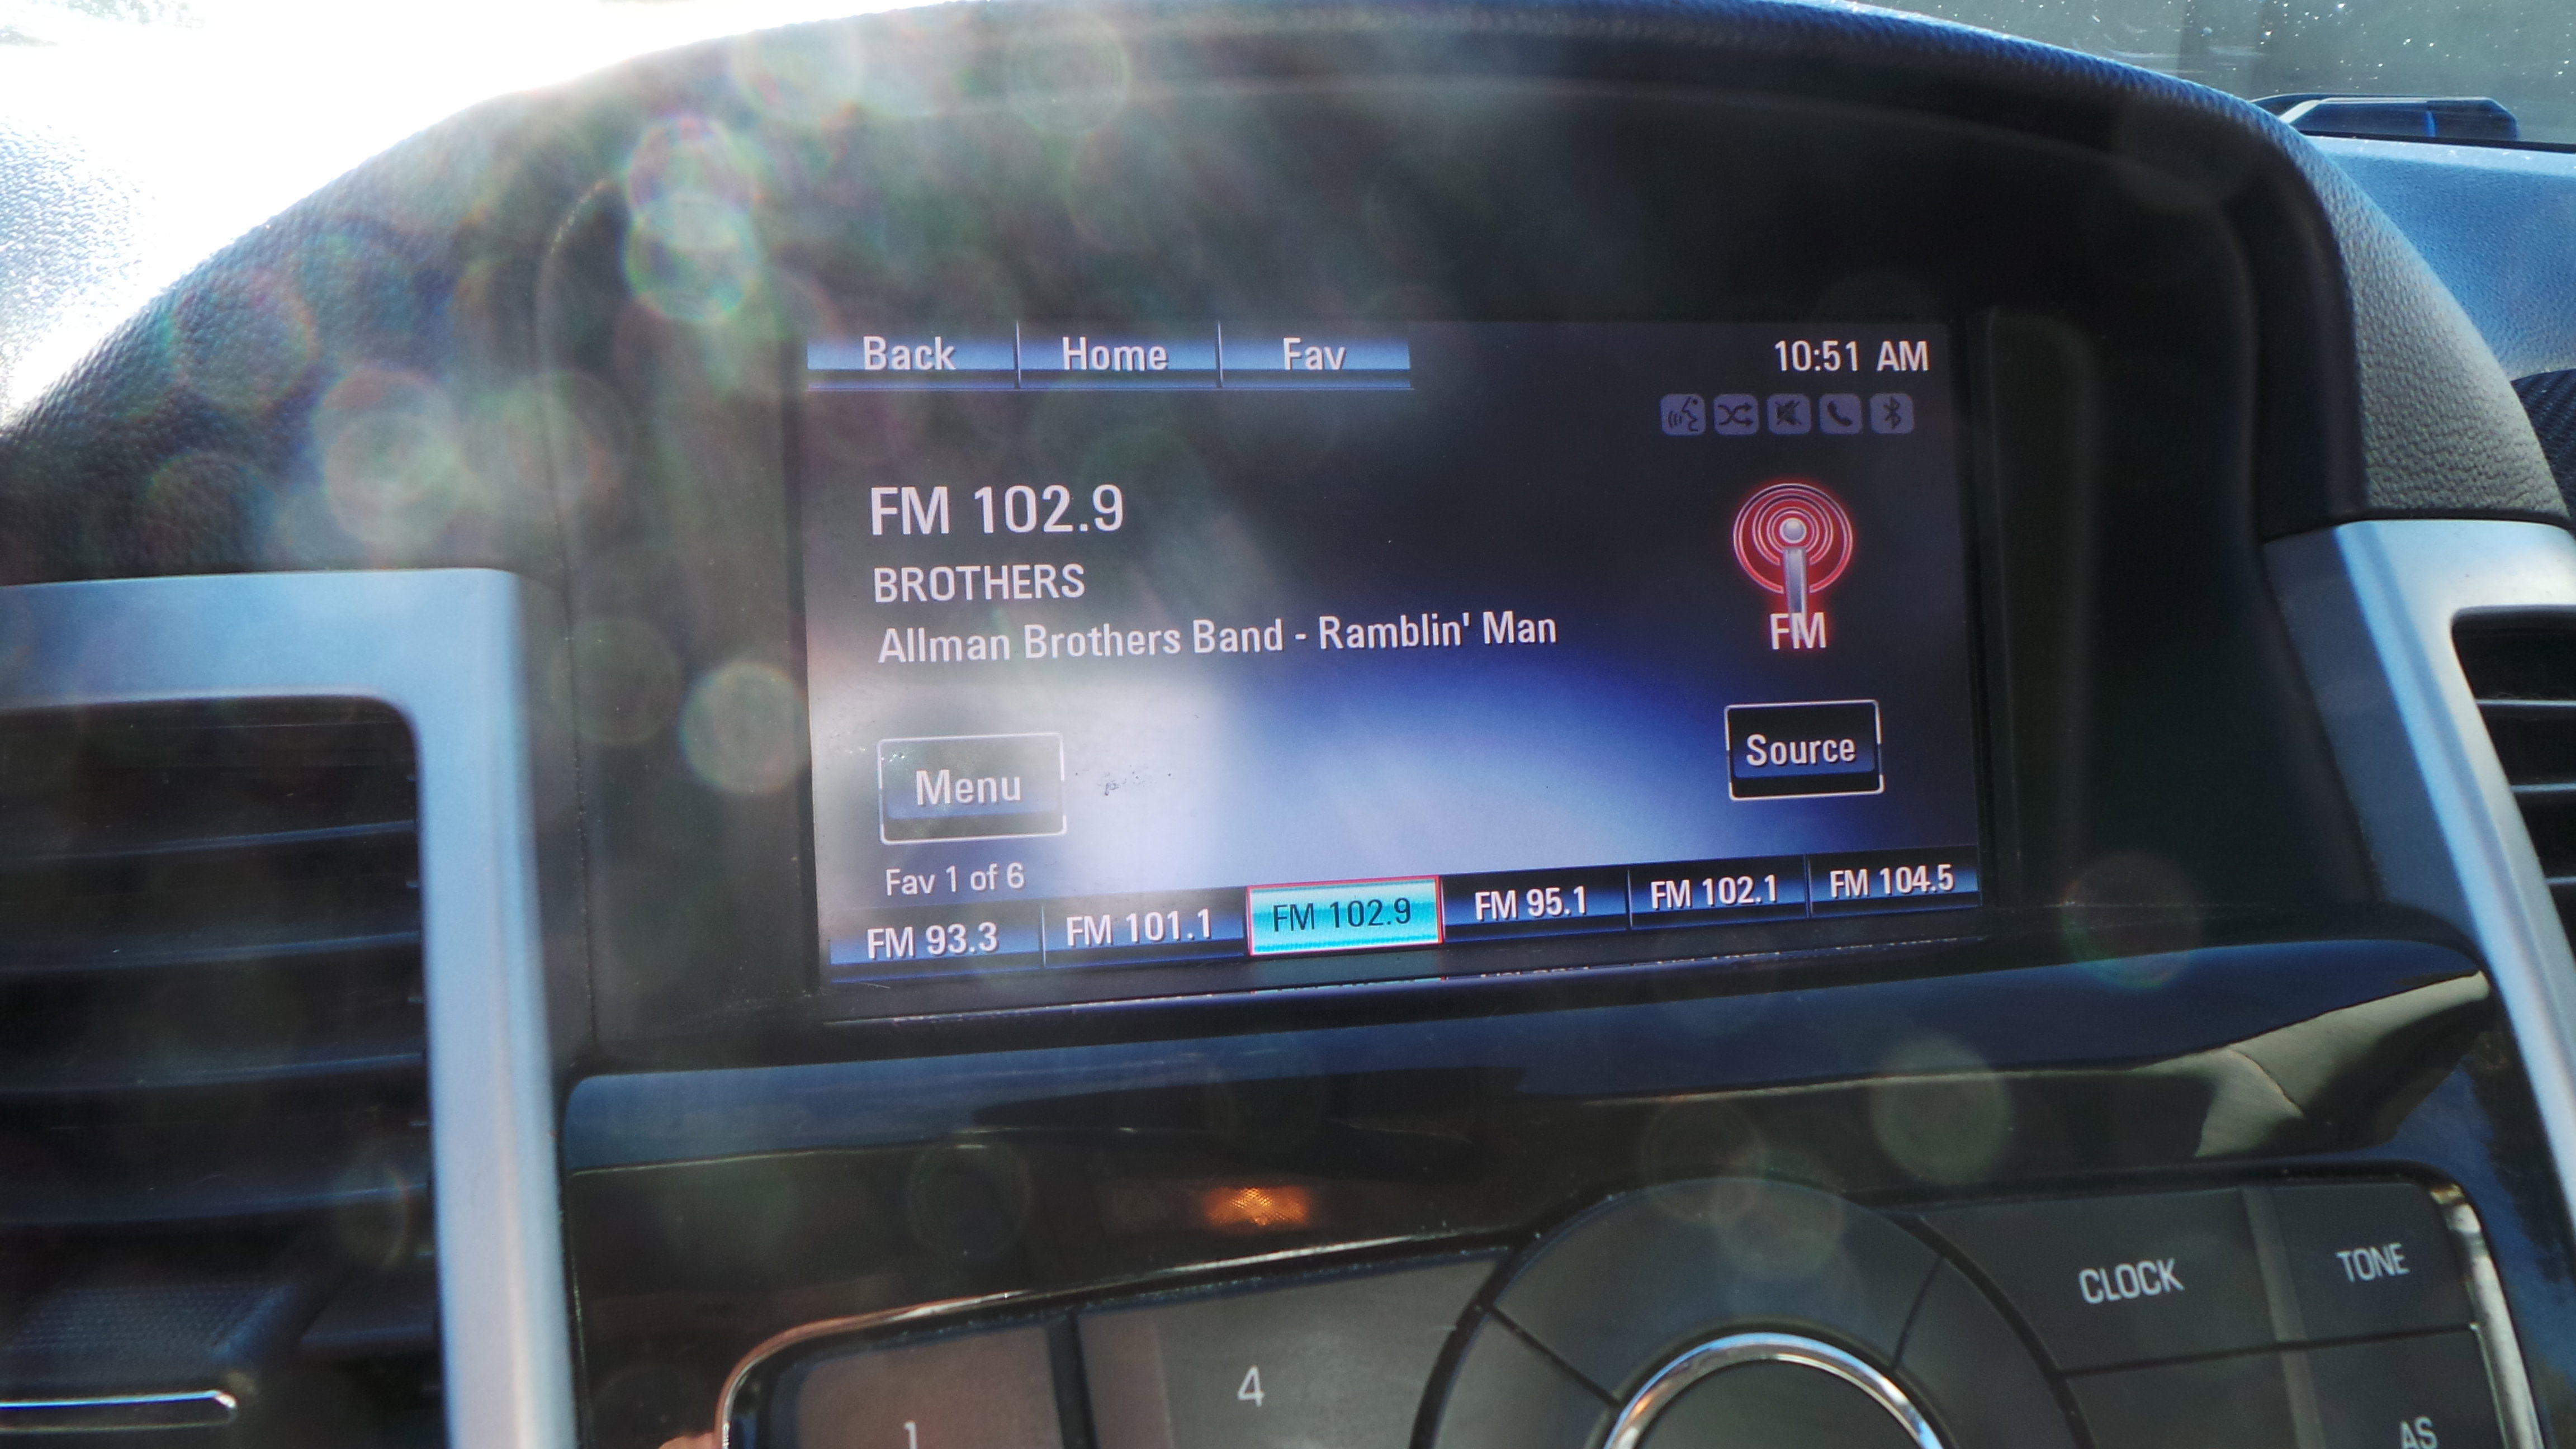 Back Home Fav 10:51 AM
FM 102.9
BROTHERS
Allman Brothers Band - Ramblin' Man
FM
Menu
Source
Fav 1 of 6
FM 93.3 FM 101.1 FM 102.9 FM 95.1 FM 102.1 FM 104.5
CLOCK TONE
1 4 AS